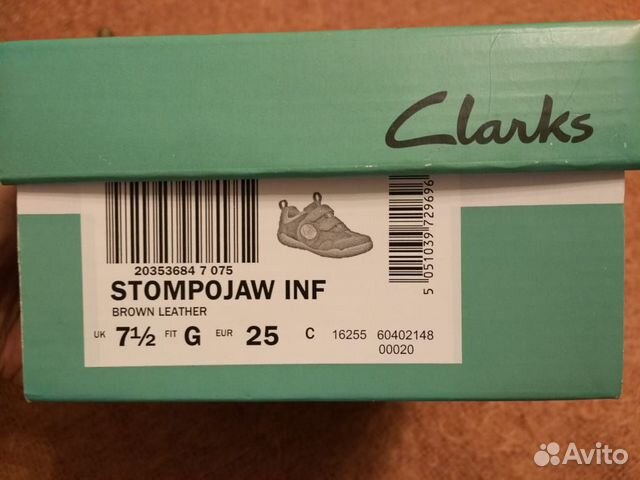 Clarks
20353684 7 075
5 051039 729696
STOMPOJAW INF
BROWN LEATHER
UK 7½ FIT G EUR 25 C 16255 60402148
00020
Avito